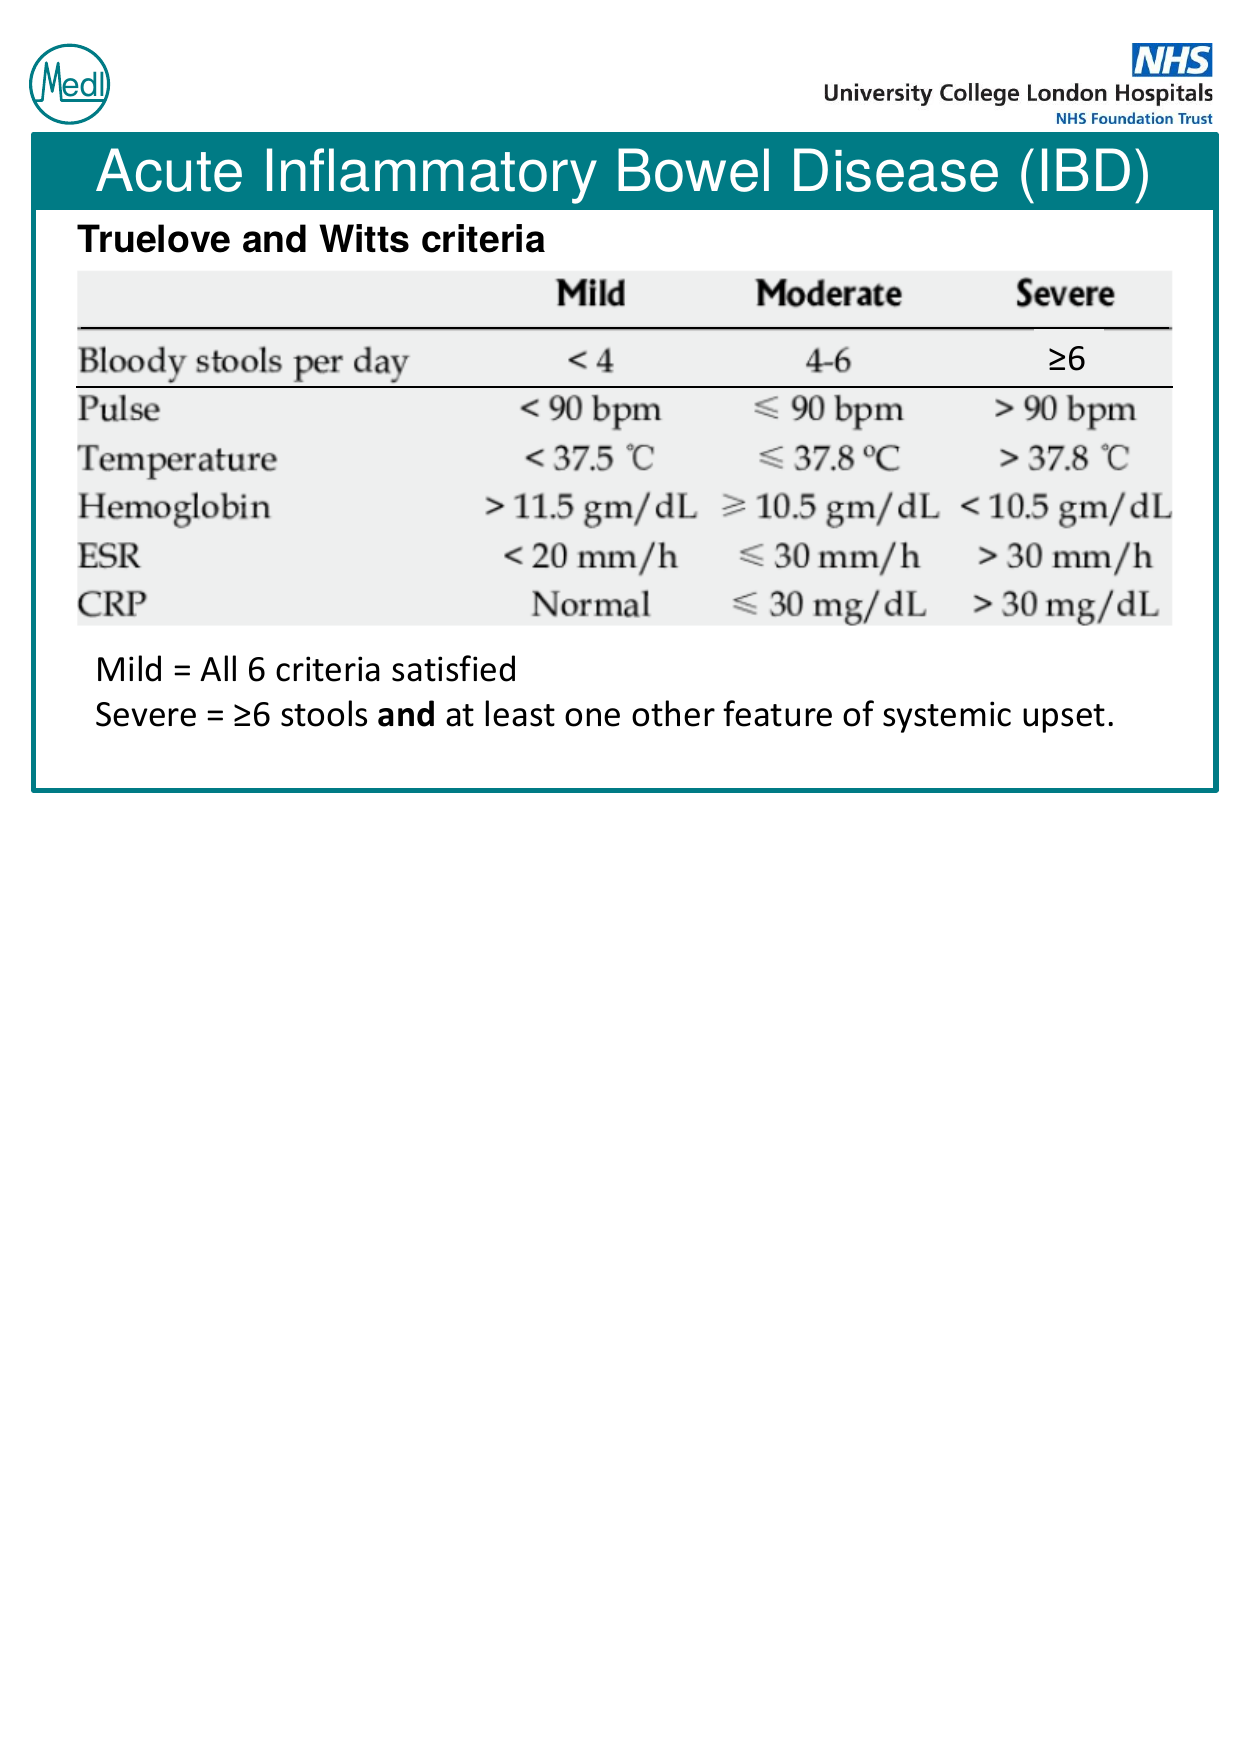 MedI
NHS
University College London Hospitals
NHS Foundation Trust
Acute Inflammatory Bowel Disease (IBD)
Truelove and Witts criteria
Mild Moderate Severe
Bloody stools per day < 4 4-6 ≥6
Pulse < 90 bpm ⩽ 90 bpm > 90 bpm
Temperature < 37.5 ℃ ⩽ 37.8 ºC > 37.8 ℃
Hemoglobin > 11.5 gm/dL ⩾ 10.5 gm/dL < 10.5 gm/dL
ESR < 20 mm/h ⩽ 30 mm/h > 30 mm/h
CRP Normal ⩽ 30 mg/dL > 30 mg/dL
Mild = All 6 criteria satisfied
Severe = ≥6 stools and at least one other feature of systemic upset.